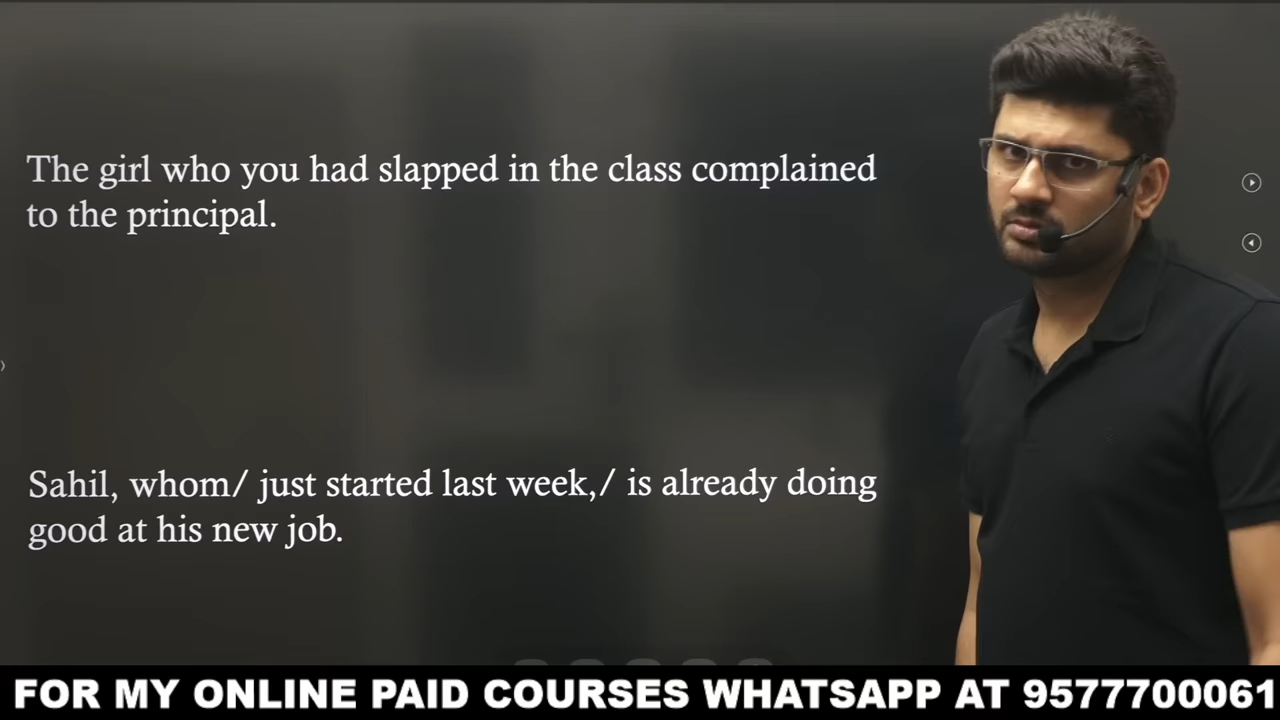 The girl who you had slapped in the class complained
to the principal.
Sahil, whom/ just started last week,/ is already doing
good at his new job.
FOR MY ONLINE PAID COURSES WHATSAPP AT 9577700061